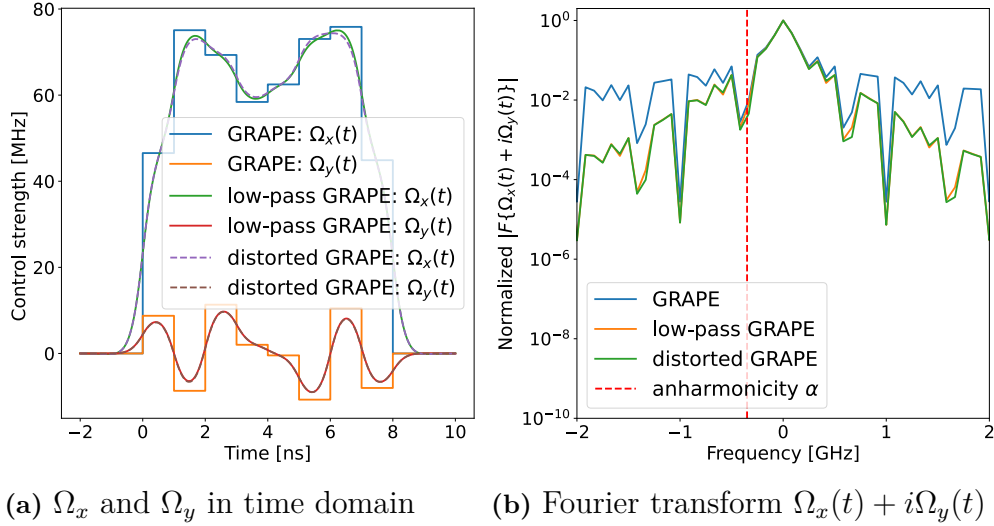 80
60
40
20
0
Control strength [MHz]
−2
0
2
4
6
8
10
Time [ns]
GRAPE: Ωx(t)
GRAPE: Ωy(t)
low-pass GRAPE: Ωx(t)
low-pass GRAPE: Ωy(t)
distorted GRAPE: Ωx(t)
distorted GRAPE: Ωy(t)
(a) Ωx and Ωy in time domain
10^0
10^−2
10^−4
10^−6
10^−8
10^−10
Normalized |F{Ωx(t) + iΩy(t)}|
−2
−1
0
1
2
Frequency [GHz]
GRAPE
low-pass GRAPE
distorted GRAPE
anharmonicity α
(b) Fourier transform Ωx(t) + iΩy(t)